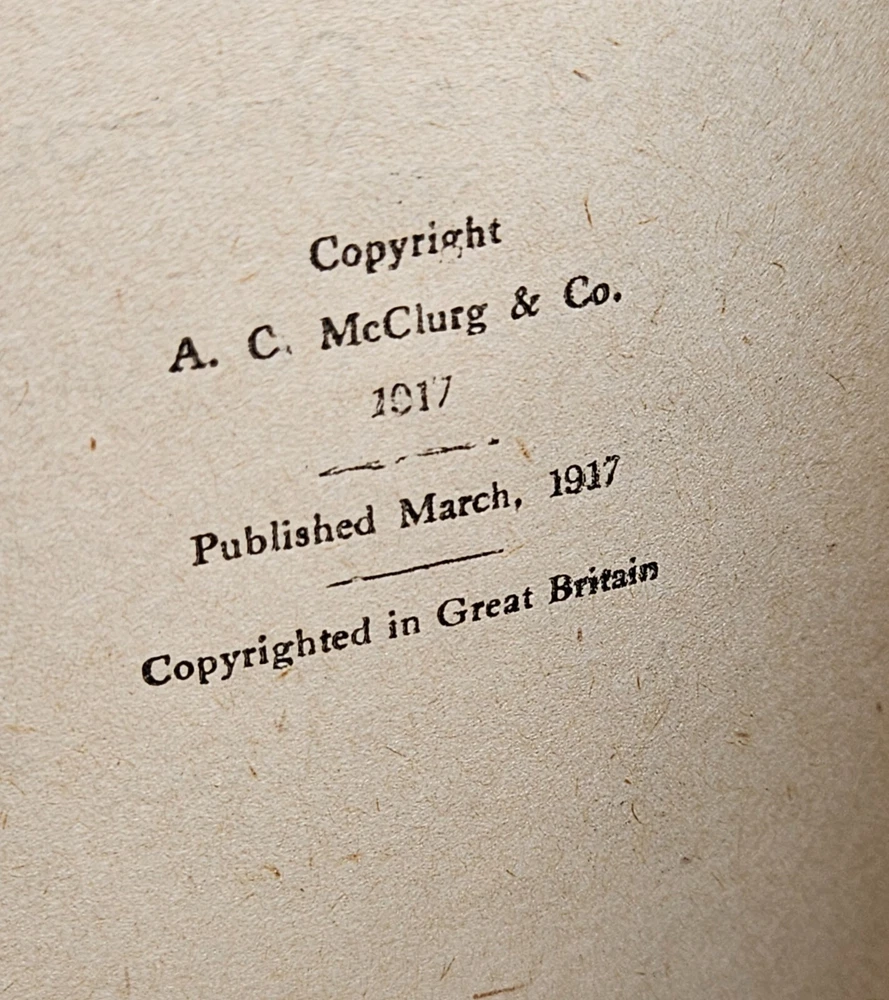 Copyright
A. C. McClurg & Co.
1917
Published March, 1917
Copyrighted in Great Britain